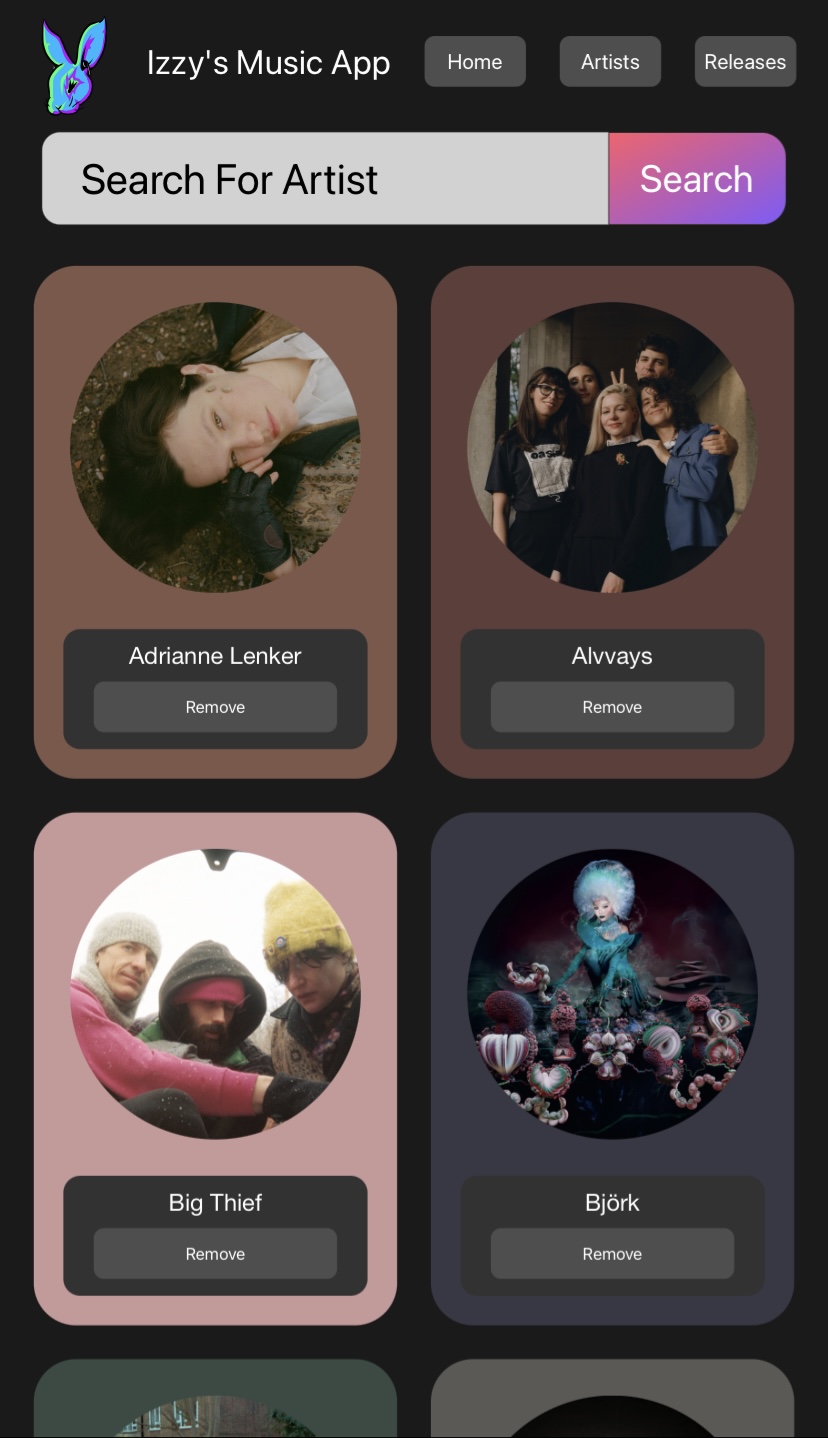 Izzy's Music App
Home
Artists
Releases
Search For Artist
Search
oasis
Adrianne Lenker
Remove
Alvvays
Remove
Big Thief
Remove
Björk
Remove